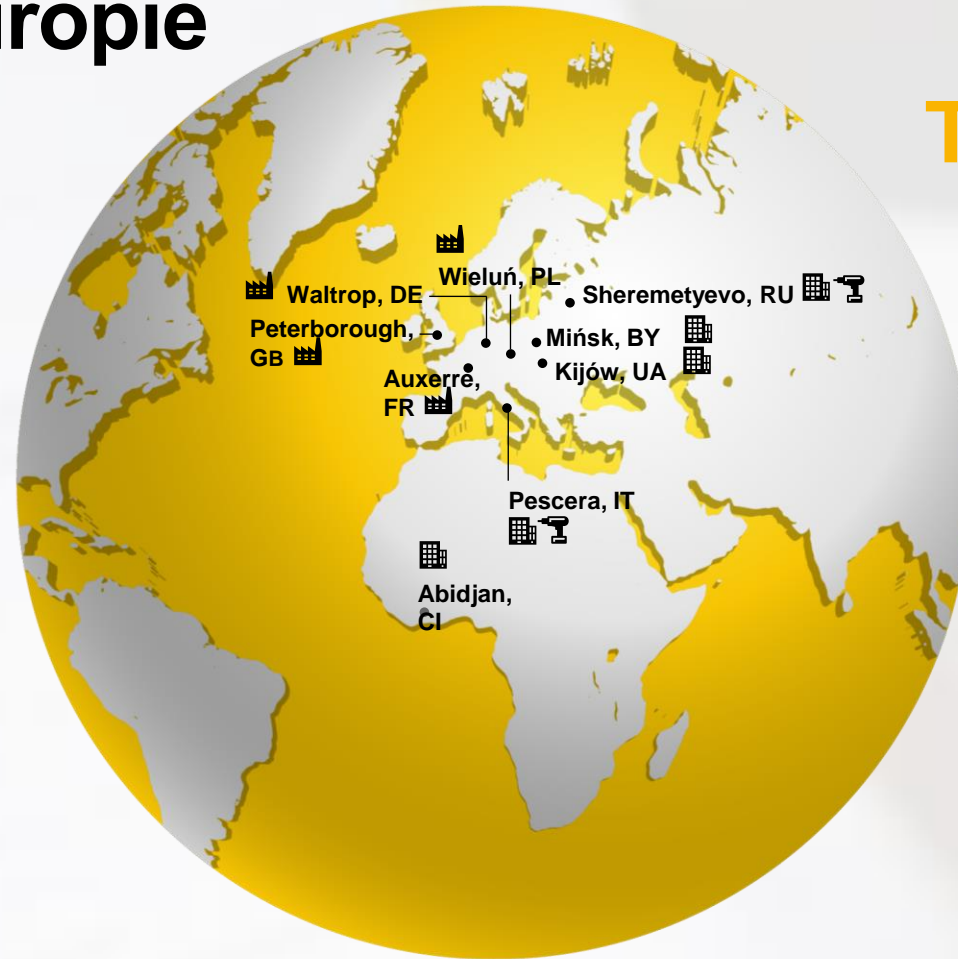 uropie
T
Wieluń, PL
Waltrop, DE
Sheremetyevo, RU
Peterborough,
GB
Mińsk, BY
Kijów, UA
Auxerre,
FR
Pescera, IT
Abidjan,
CI